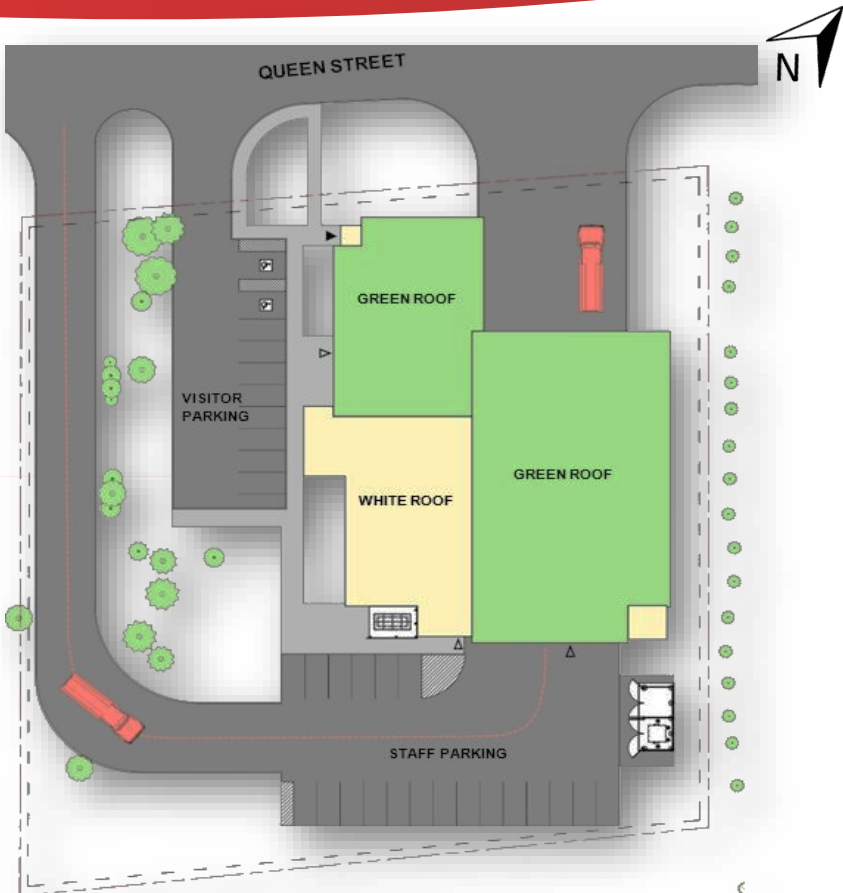 QUEEN STREET
N
GREEN ROOF
VISITOR
PARKING
GREEN ROOF
WHITE ROOF
STAFF PARKING